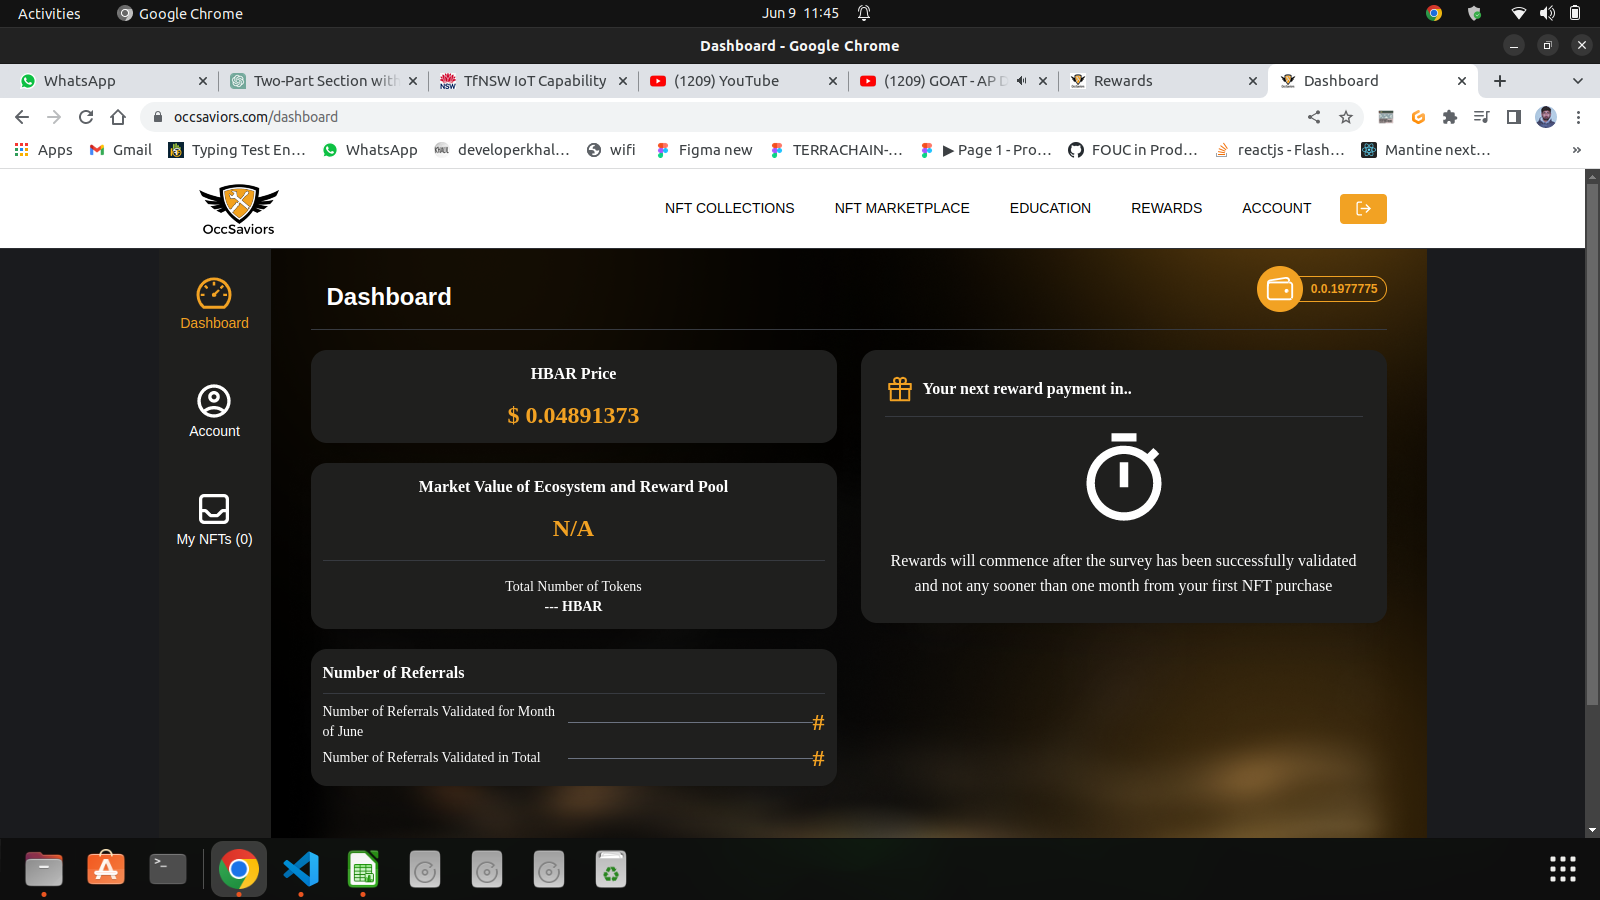 Activities
Google Chrome
Jun 9 11:45
Dashboard - Google Chrome
WhatsApp
Two-Part Section with
TfNSW IoT Capability
(1209) YouTube
(1209) GOAT - AP D
Rewards
Dashboard
occsaviors.com/dashboard
Apps
Gmail
Typing Test En…
WhatsApp
developerkhal…
wifi
Figma new
TERRACHAIN-…
▶ Page 1 - Pro…
FOUC in Prod…
reactjs - Flash…
Mantine next…
»
OccSaviors
NFT COLLECTIONS
NFT MARKETPLACE
EDUCATION
REWARDS
ACCOUNT
Dashboard
Account
My NFTs (0)
Dashboard
0.0.1977775
HBAR Price
$ 0.04891373
Market Value of Ecosystem and Reward Pool
N/A
Total Number of Tokens
--- HBAR
Number of Referrals
Number of Referrals Validated for Month
of June
#
Number of Referrals Validated in Total
#
Your next reward payment in..
Rewards will commence after the survey has been successfully validated
and not any sooner than one month from your first NFT purchase